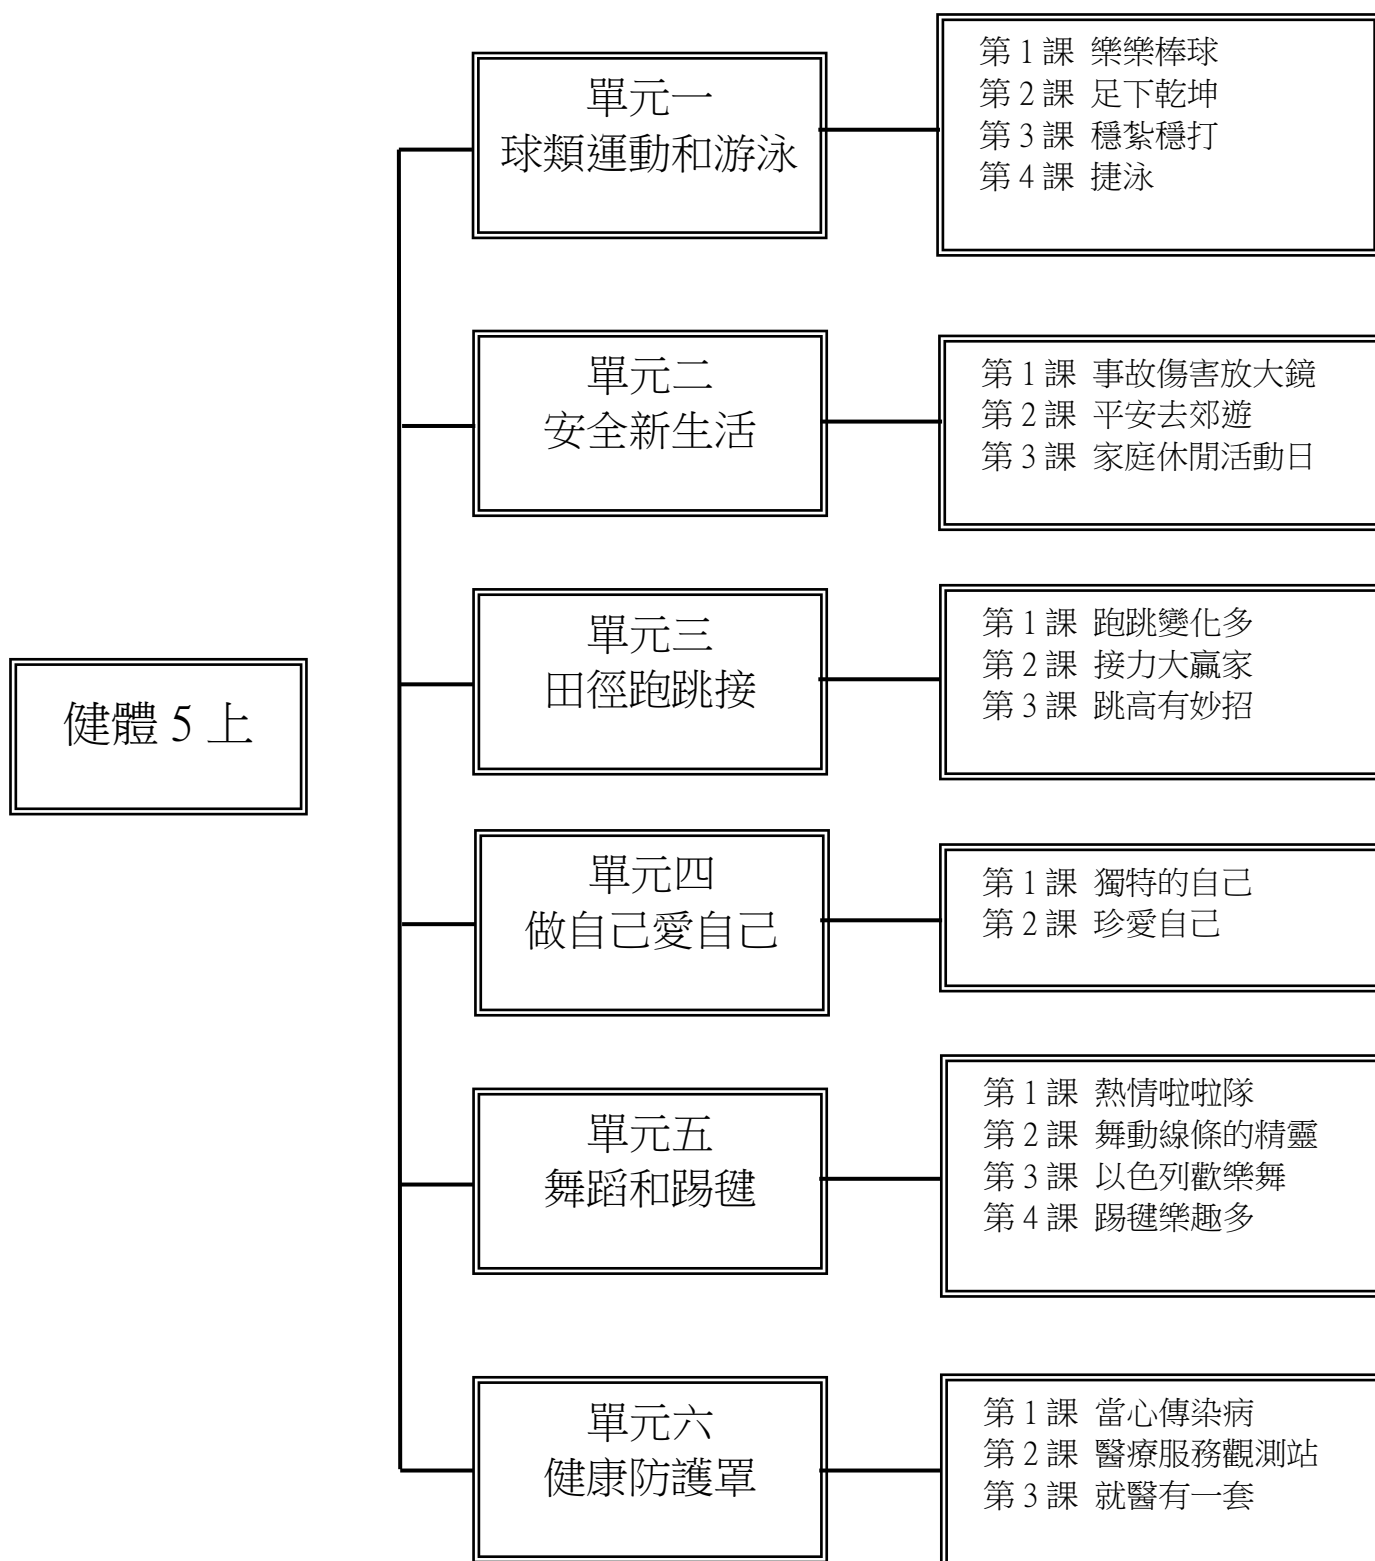 健體 5 上
單元一
球類運動和游泳
第 1 課 樂樂棒球
第 2 課 足下乾坤
第 3 課 穩紮穩打
第 4 課 捷泳
單元二
安全新生活
第 1 課 事故傷害放大鏡
第 2 課 平安去郊遊
第 3 課 家庭休閒活動日
單元三
田徑跑跳接
第 1 課 跑跳變化多
第 2 課 接力大贏家
第 3 課 跳高有妙招
單元四
做自己愛自己
第 1 課 獨特的自己
第 2 課 珍愛自己
單元五
舞蹈和踢毽
第 1 課 熱情啦啦隊
第 2 課 舞動線條的精靈
第 3 課 以色列歡樂舞
第 4 課 踢毽樂趣多
單元六
健康防護罩
第 1 課 當心傳染病
第 2 課 醫療服務觀測站
第 3 課 就醫有一套